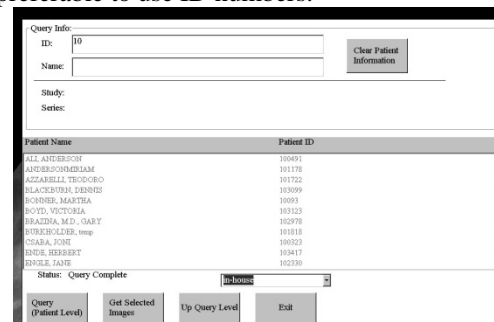 preferable to use ID numbers.
Query Info:
ID: 10
Name:
Clear Patient
Information
Study:
Series:
Patient Name Patient ID
ALI, ANDERSON 100491
ANDERSONMIRIAM 101178
AZZARELLI, TEODORO 101722
BLACKBURN, DENNIS 103099
BONNER, MARTHA 10093
BOYD, VICTORIA 103123
BRAZINA, M.D., GARY 102978
BURKHOLDER, temp 101818
CSABA, JONI 100323
ENDE, HERBERT 103417
ENGLE, JANE 102330
Status: Query Complete
in-house
Query
(Patient Level)
Get Selected
Images
Up Query Level
Exit